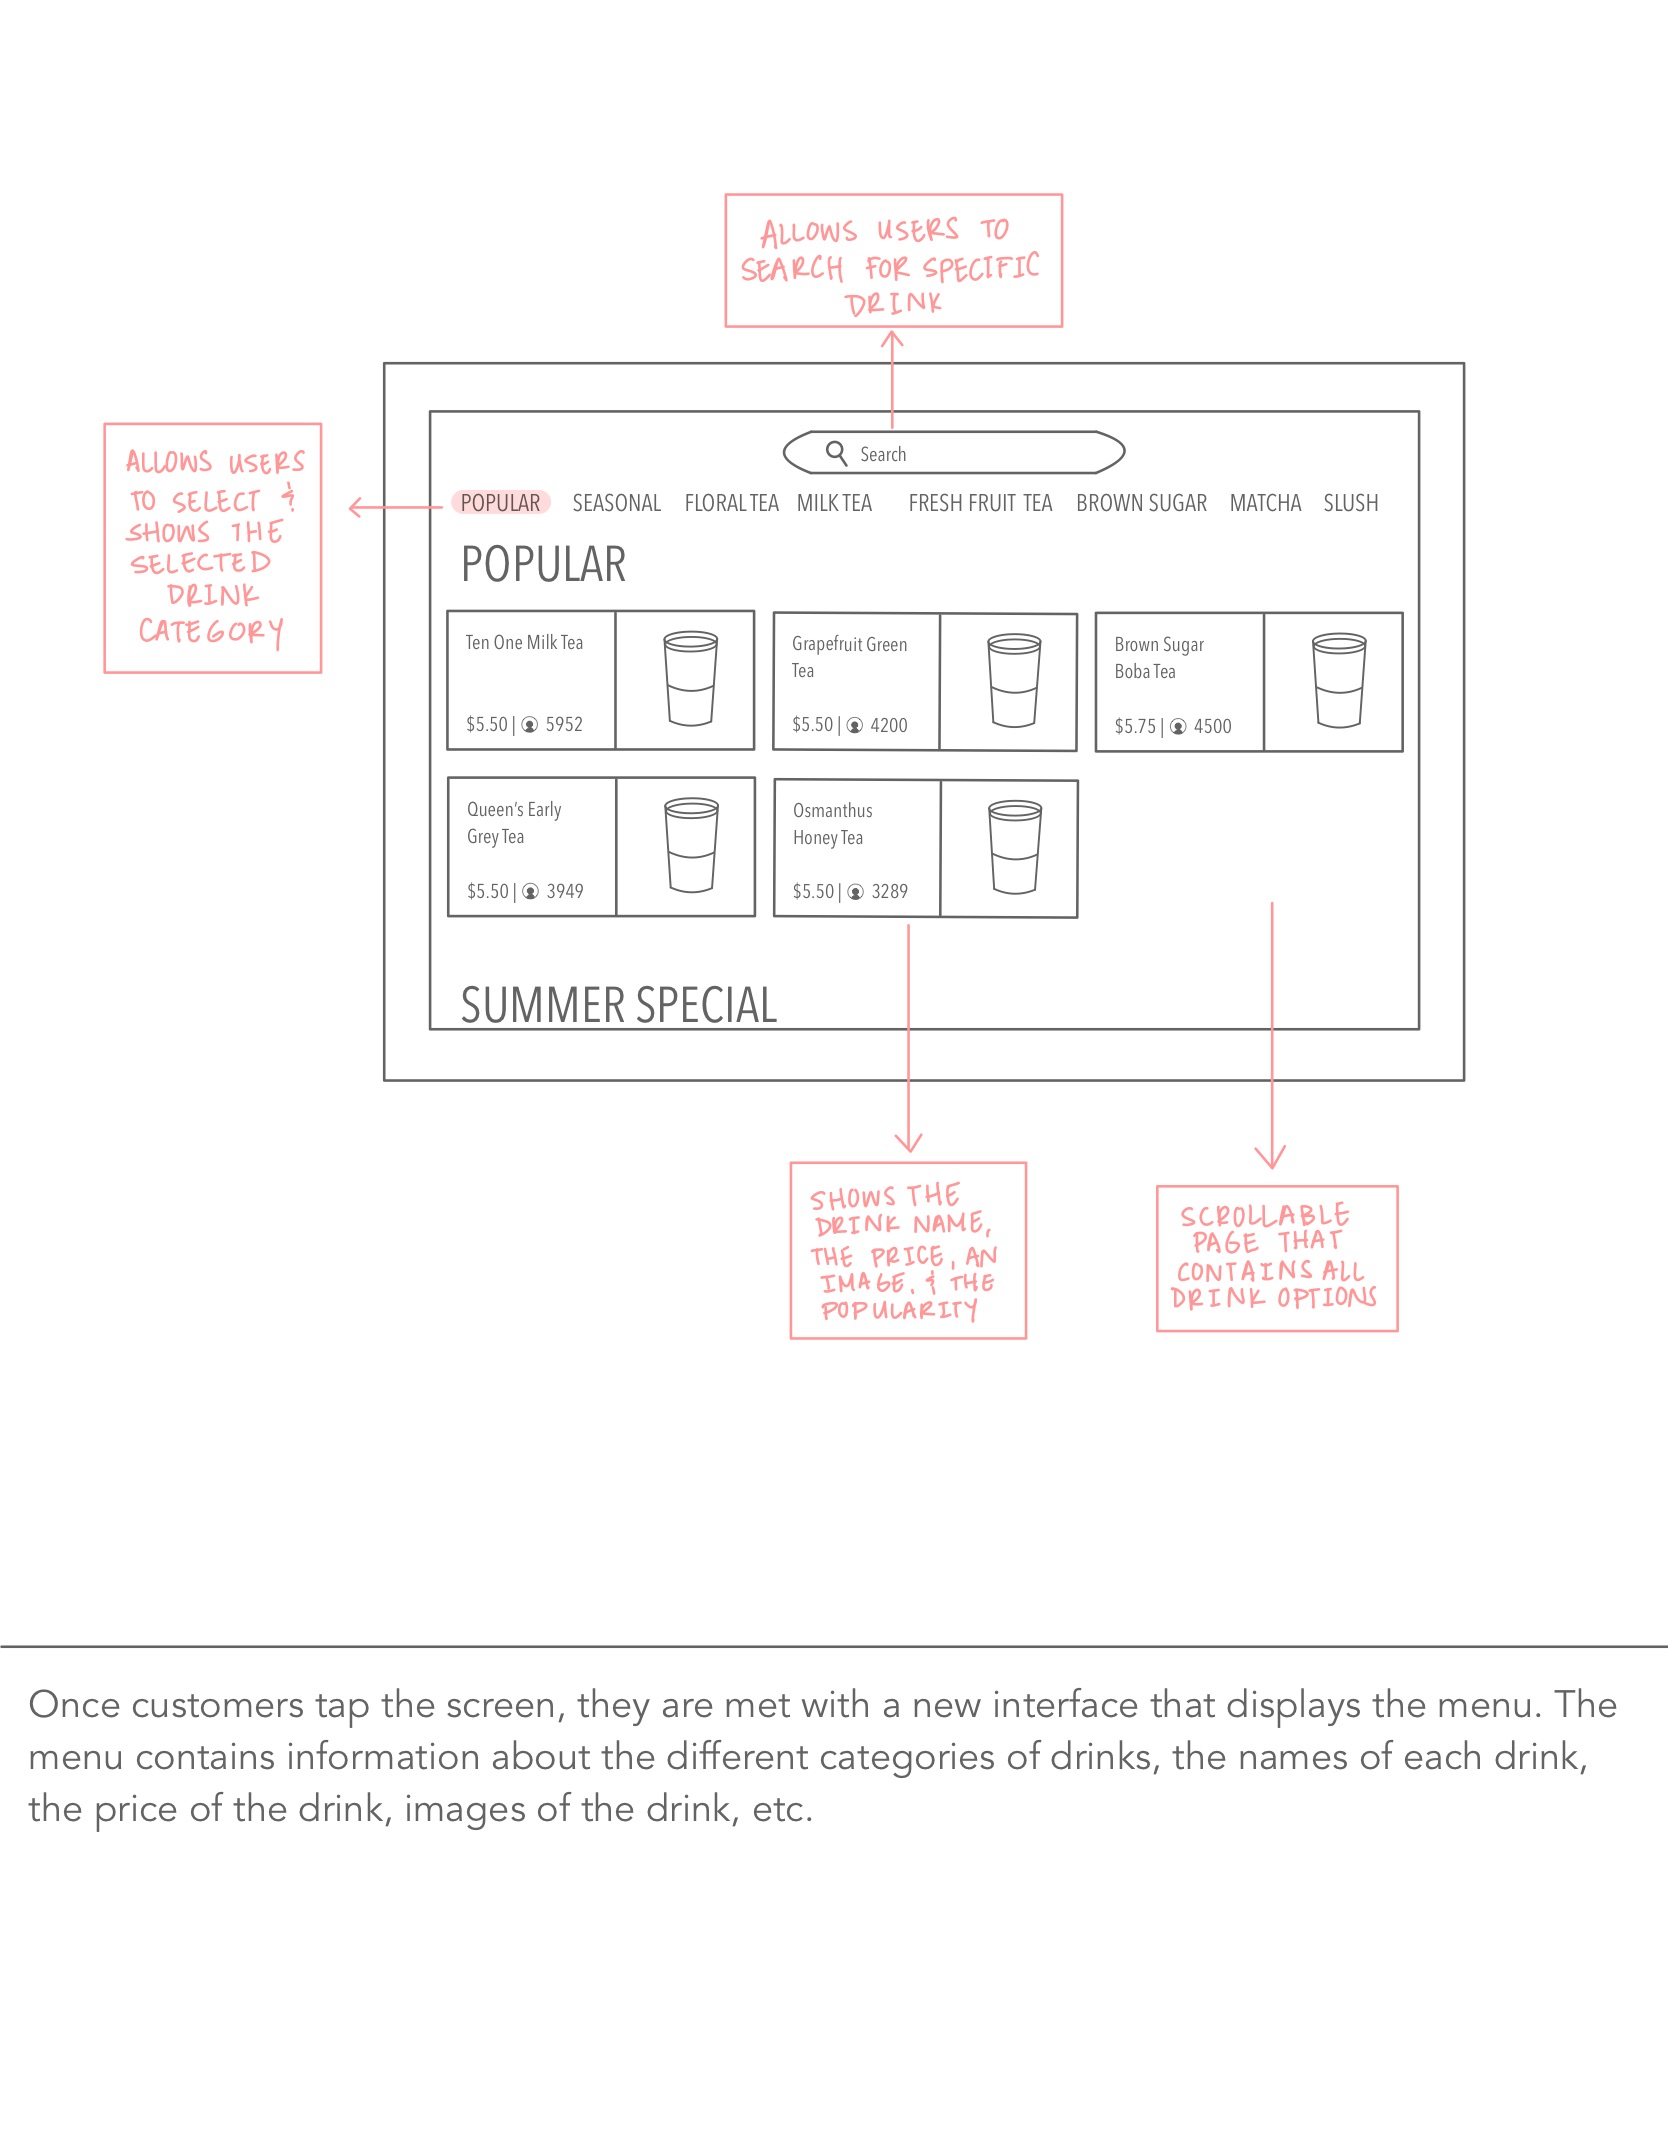 ALLOWS USERS TO
SEARCH FOR SPECIFIC
DRINK
ALLOWS USERS
TO SELECT &
SHOWS THE
SELECTED
DRINK
CATEGORY
Search
POPULAR SEASONAL FLORAL TEA MILK TEA FRESH FRUIT TEA BROWN SUGAR MATCHA SLUSH
POPULAR
Ten One Milk Tea
$5.50 | 5952
Grapefruit Green
Tea
$5.50 | 4200
Brown Sugar
Boba Tea
$5.75 | 4500
Queen's Early
Grey Tea
$5.50 | 3949
Osmanthus
Honey Tea
$5.50 | 3289
SUMMER SPECIAL
SHOWS THE
DRINK NAME,
THE PRICE, AN
IMAGE, & THE
POPULARITY
SCROLLABLE
PAGE THAT
CONTAINS ALL
DRINK OPTIONS
Once customers tap the screen, they are met with a new interface that displays the menu. The
menu contains information about the different categories of drinks, the names of each drink,
the price of the drink, images of the drink, etc.